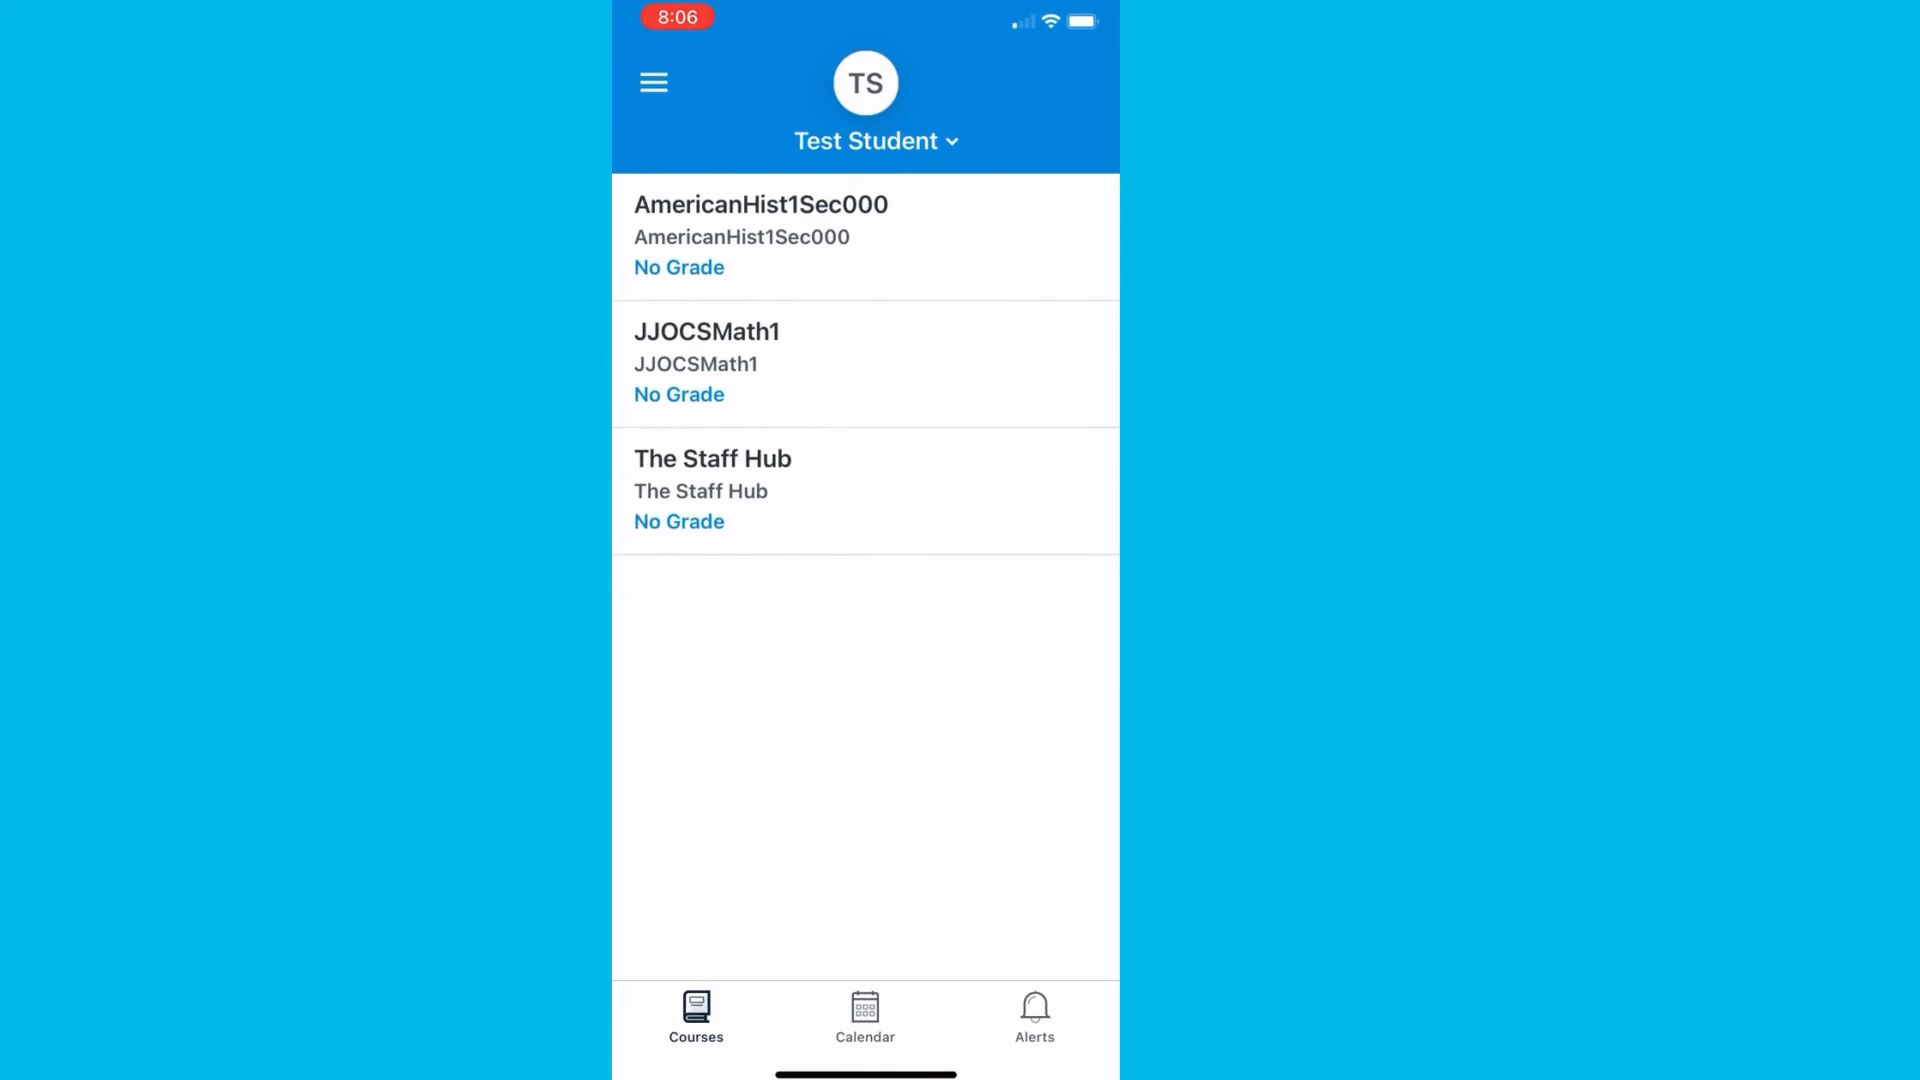 8:06
TS
Test Student
AmericanHist1Sec000
AmericanHist1Sec000
No Grade
JJOCSMath1
JJOCSMath1
No Grade
The Staff Hub
The Staff Hub
No Grade
Courses
Calendar
Alerts